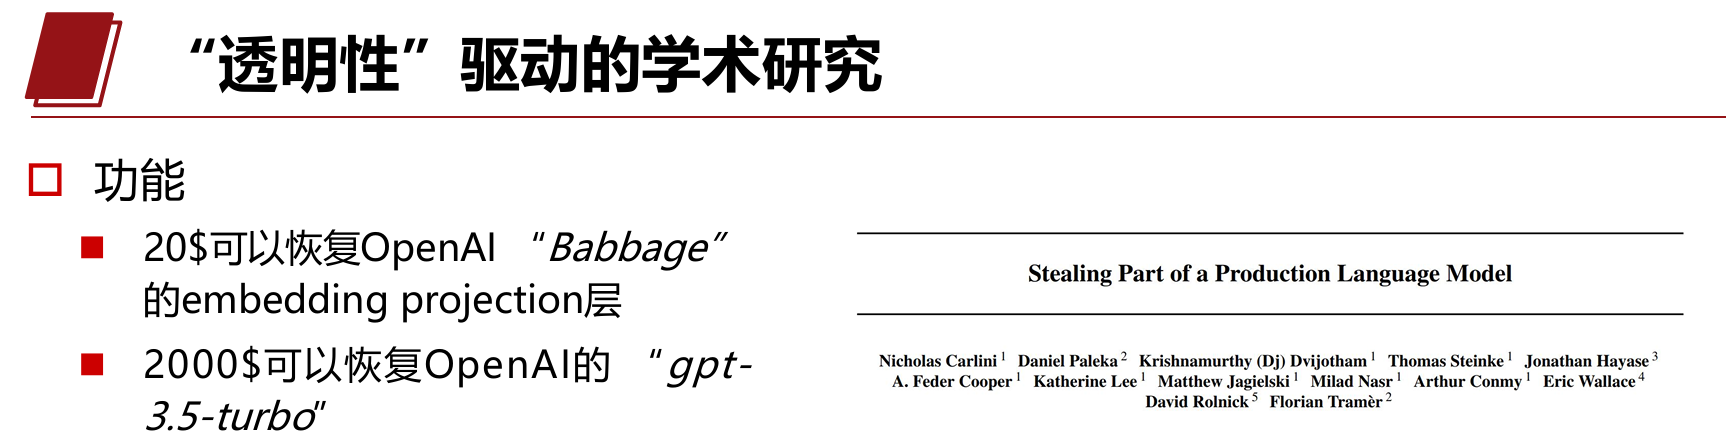 “透明性”驱动的学术研究
功能
20$可以恢复OpenAI “Babbage”
的embedding projection层
2000$可以恢复OpenAI的 “gpt-
3.5-turbo”
Stealing Part of a Production Language Model
Nicholas Carlini 1 Daniel Paleka 2 Krishnamurthy (Dj) Dvijotham 1 Thomas Steinke 1 Jonathan Hayase 3
A. Feder Cooper 1 Katherine Lee 1 Matthew Jagielski 1 Milad Nasr 1 Arthur Conmy 1 Eric Wallace 4
David Rolnick 5 Florian Tramèr 2